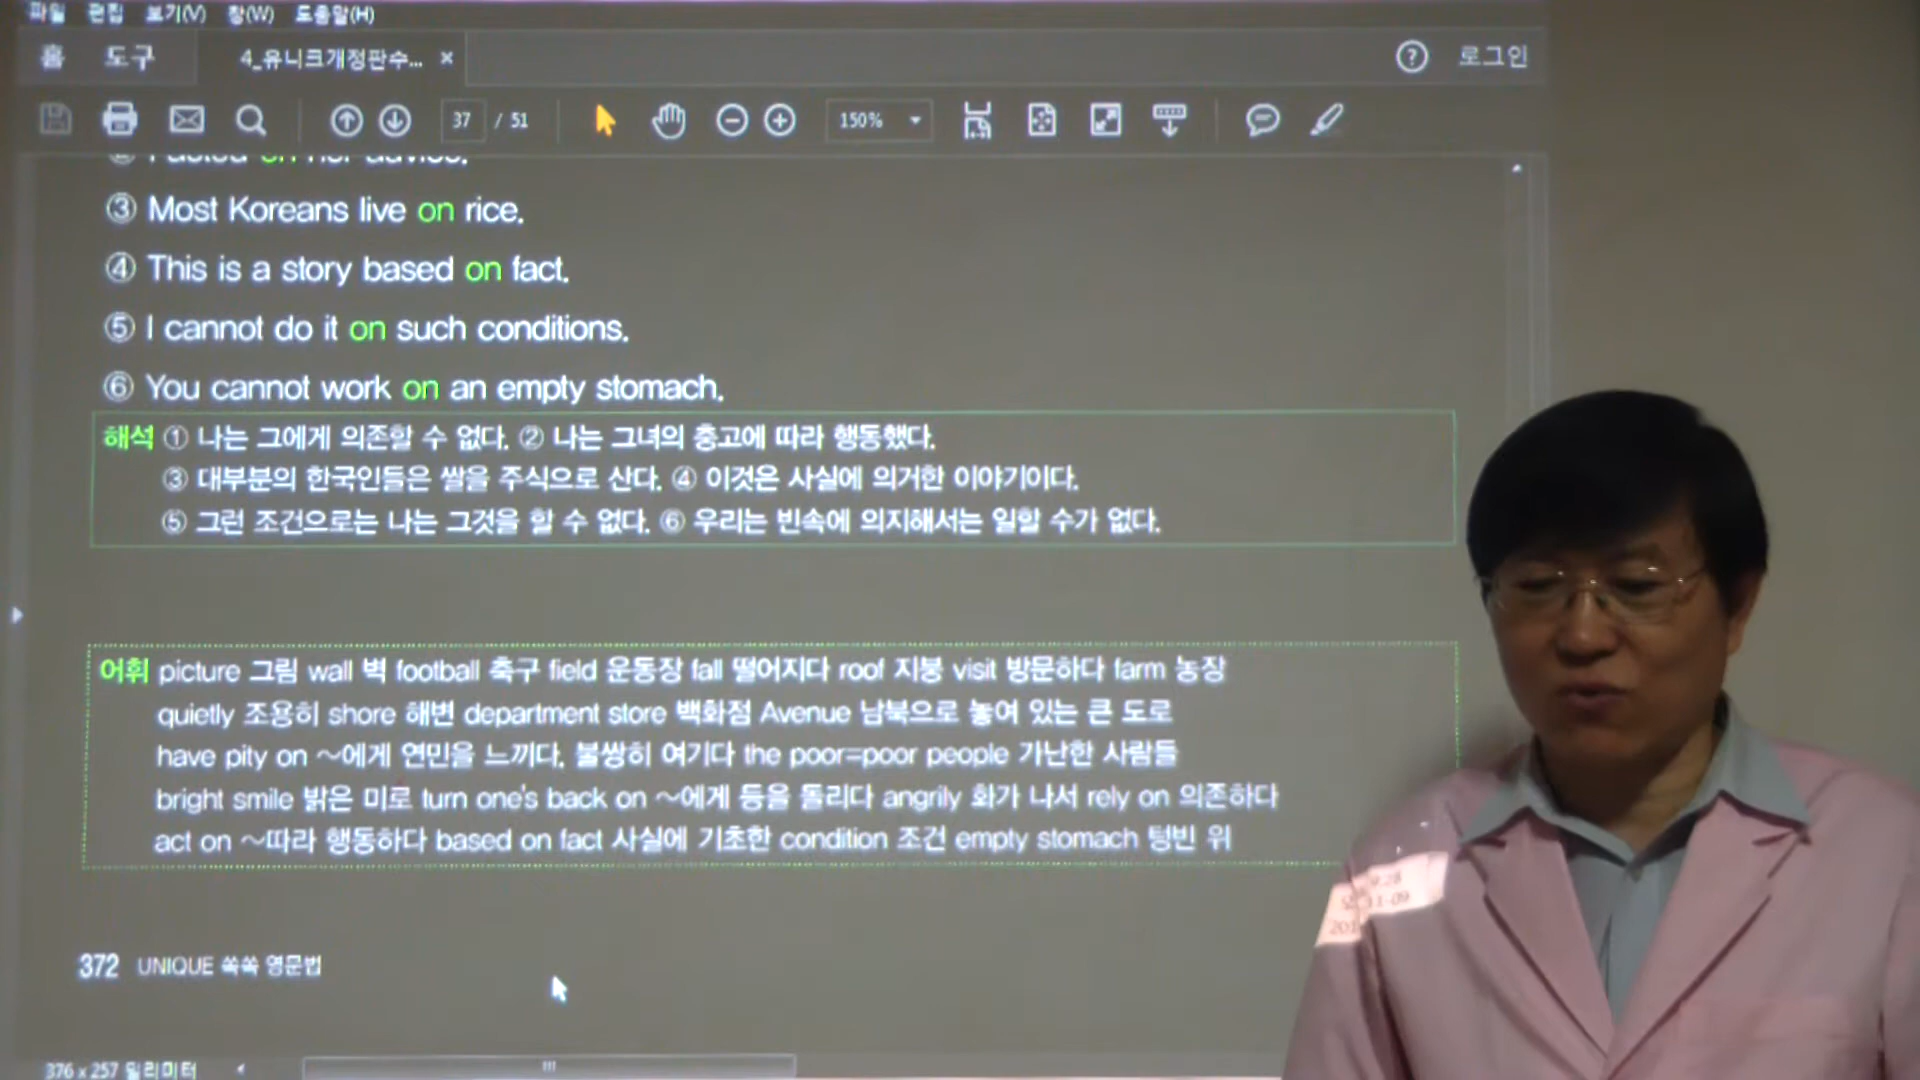 파일 편집 보기(V) 창(W) 도움말(H)
홈 도구 4_유니크개정판수... × ? 로그인
37 / 51 150%
on her advice.
③ Most Koreans live on rice.
④ This is a story based on fact.
⑤ I cannot do it on such conditions.
⑥ You cannot work on an empty stomach.
해석 ① 나는 그에게 의존할 수 없다. ② 나는 그녀의 충고에 따라 행동했다.
③ 대부분의 한국인들은 쌀을 주식으로 산다. ④ 이것은 사실에 의거한 이야기이다.
⑤ 그런 조건으로는 나는 그것을 할 수 없다. ⑥ 우리는 빈속에 의지해서는 일할 수가 없다.
어휘 picture 그림 wall 벽 football 축구 field 운동장 fall 떨어지다 roof 지붕 visit 방문하다 farm 농장
quietly 조용히 shore 해변 department store 백화점 Avenue 남북으로 놓여 있는 큰 도로
have pity on ~에게 연민을 느끼다, 불쌍히 여기다 the poor=poor people 가난한 사람들
bright smile 밝은 미로 turn one's back on ~에게 등을 돌리다 angrily 화가 나서 rely on 의존하다
act on ~따라 행동하다 based on fact 사실에 기초한 condition 조건 empty stomach 텅빈 위
372 UNIQUE 쏙쏙 영문법
376 x 257 밀리미터